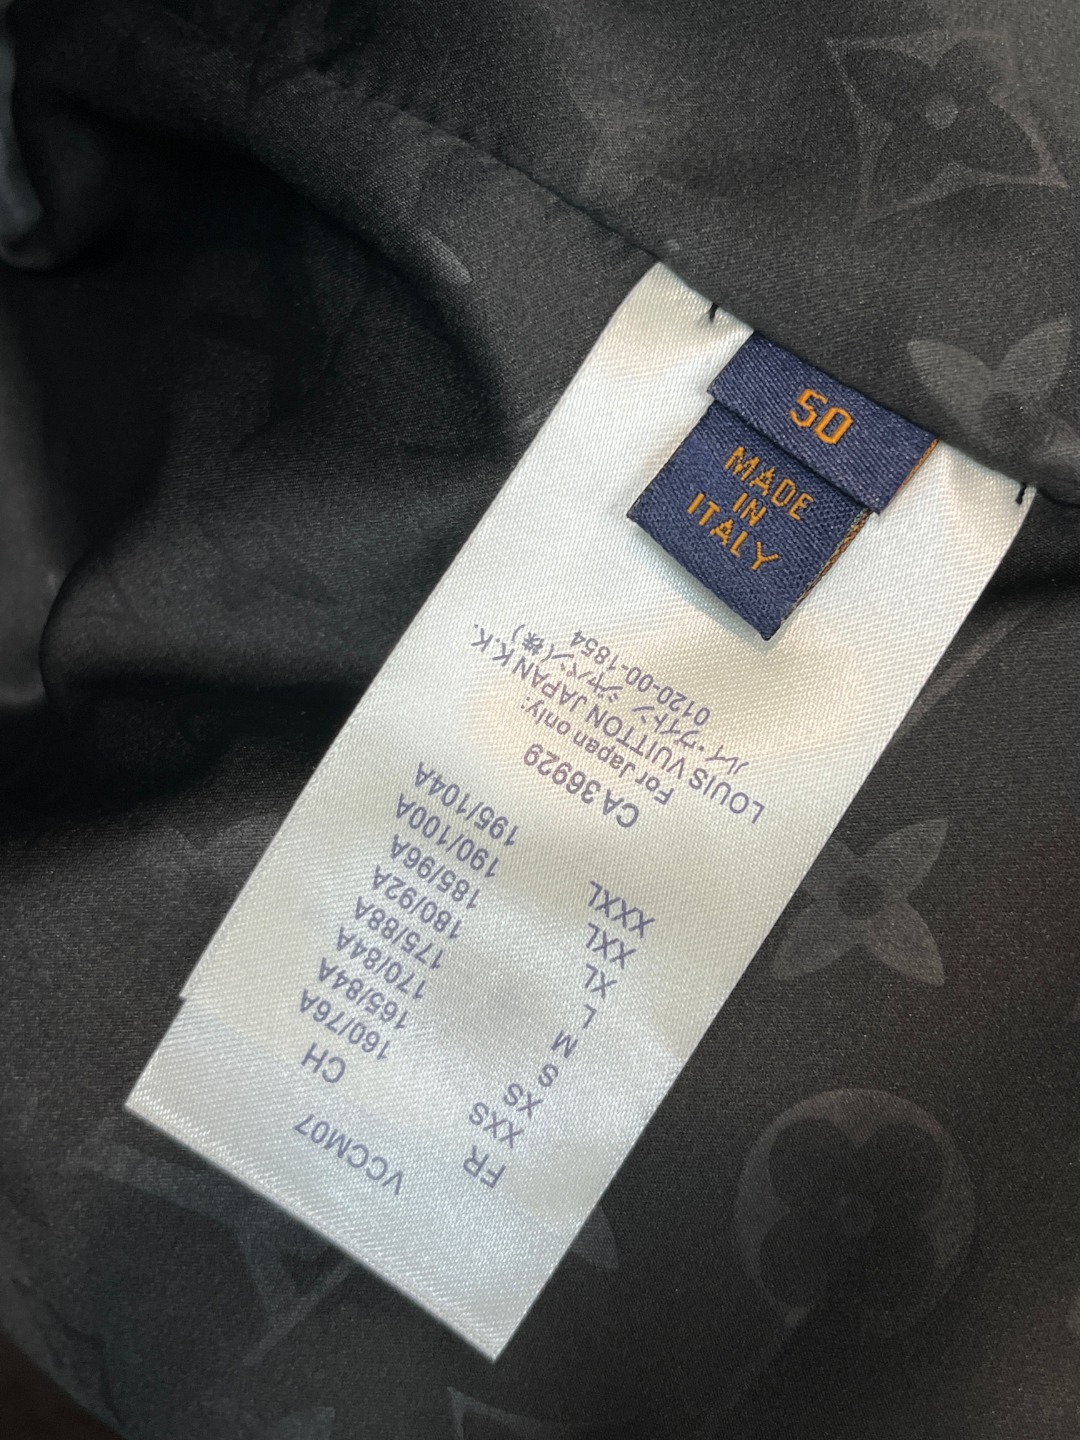 50
MADE
IN
ITALY
VCCM07
FR CH
XXS 160/76A
XS 165/84A
S 170/84A
M 175/88A
L 180/92A
XL 185/96A
XXL 190/100A
XXXL 195/104A
CA 36929
For Japan only:
LOUIS VUITTON JAPAN K.K.
ルイ・ヴィトン ジャパン(株)
0120-00-1854